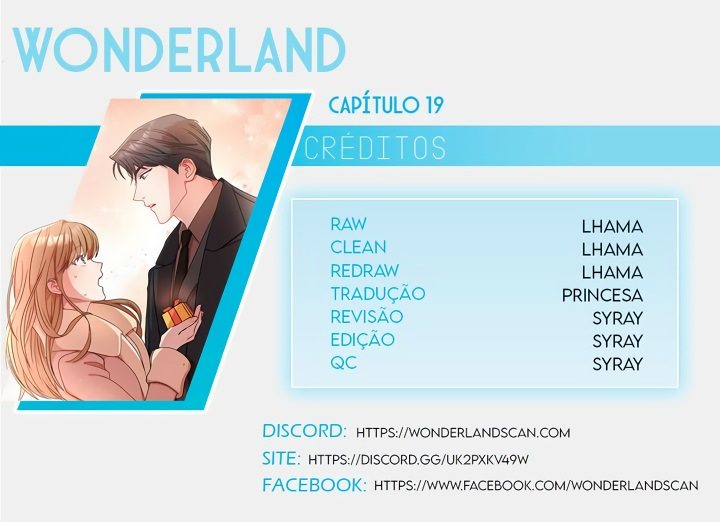 WONDERLAND
CAPÍTULO 19
CRÉDITOS
RAW LHAMA
CLEAN LHAMA
REDRAW LHAMA
TRADUÇÃO PRINCESA
REVISÃO SYRAY
EDIÇÃO SYRAY
QC SYRAY
DISCORD: HTTPS://WONDERLANDSCAN.COM
SITE: HTTPS://DISCORD.GG/UK2PXKV49W
FACEBOOK: HTTPS://WWW.FACEBOOK.COM/WONDERLANDSCAN